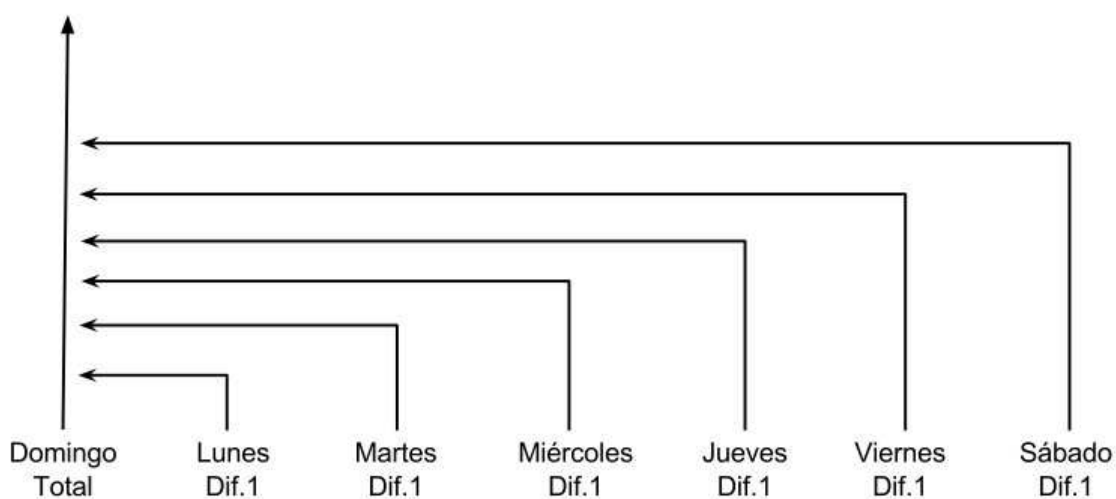 Domingo Lunes Martes Miércoles Jueves Viernes Sábado
Total Dif.1 Dif.1 Dif.1 Dif.1 Dif.1 Dif.1